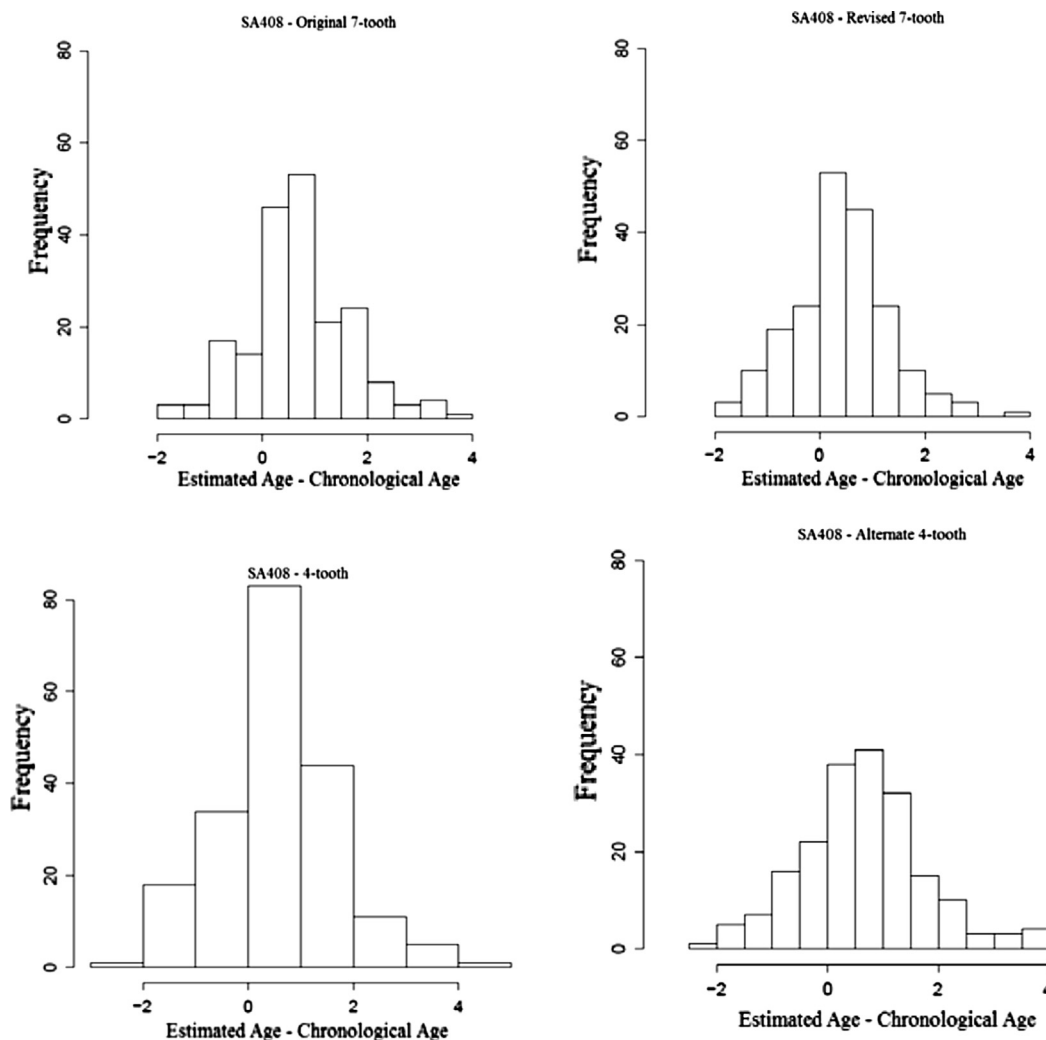 SA408 - Original 7-tooth
80
60
40
20
0
Frequency
-2 0 2 4
Estimated Age - Chronological Age
SA408 - Revised 7-tooth
80
60
40
20
0
Frequency
-2 0 2 4
Estimated Age - Chronological Age
SA408 - 4-tooth
80
60
40
20
0
Frequency
-2 0 2 4
Estimated Age - Chronological Age
SA408 - Alternate 4-tooth
80
60
40
20
0
Frequency
-2 0 2 4
Estimated Age - Chronological Age